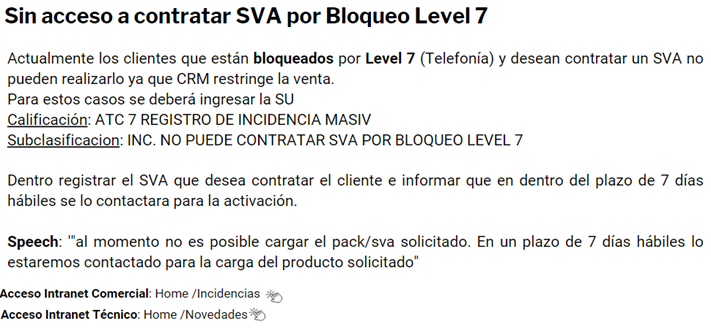 Sin acceso a contratar SVA por Bloqueo Level 7
Actualmente los clientes que están bloqueados por Level 7 (Telefonía) y desean contratar un SVA no
pueden realizarlo ya que CRM restringe la venta.
Para estos casos se deberá ingresar la SU
Calificación: ATC 7 REGISTRO DE INCIDENCIA MASIV
Subclasificacion: INC. NO PUEDE CONTRATAR SVA POR BLOQUEO LEVEL 7
Dentro registrar el SVA que desea contratar el cliente e informar que en dentro del plazo de 7 días
hábiles se lo contactara para la activación.
Speech: '"al momento no es posible cargar el pack/sva solicitado. En un plazo de 7 días hábiles lo
estaremos contactado para la carga del producto solicitado"
Acceso Intranet Comercial: Home /Incidencias
Acceso Intranet Técnico: Home /Novedades